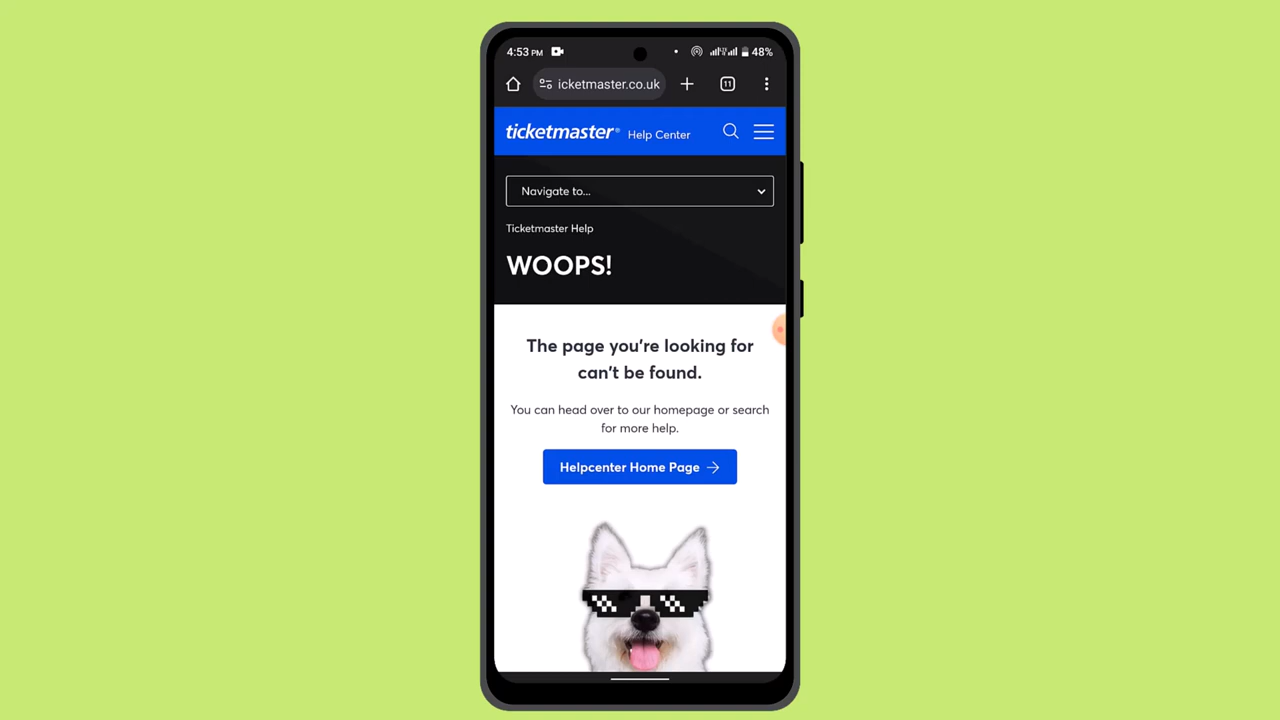 4:53 PM 48%
icketmaster.co.uk 11
ticketmaster® Help Center
Navigate to...
Ticketmaster Help
WOOPS!
The page you're looking for
can't be found.
You can head over to our homepage or search
for more help.
Helpcenter Home Page